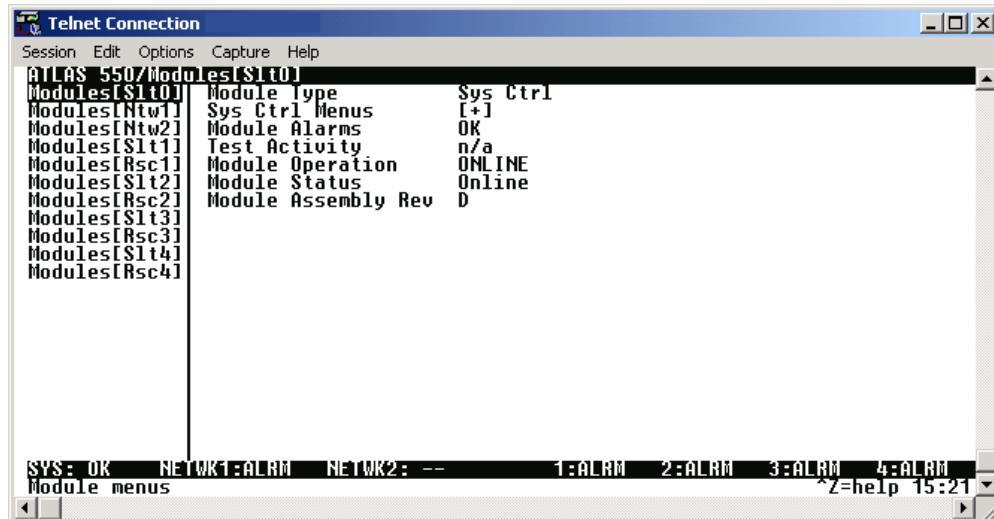 Telnet Connection
Session Edit Options Capture Help
ATLAS 550/Modules[Slt0]
Modules[Slt0] Module Type Sys Ctrl
Modules[Ntw1] Sys Ctrl Menus [+]
Modules[Ntw2] Module Alarms OK
Modules[Slt1] Test Activity n/a
Modules[Rsc1] Module Operation ONLINE
Modules[Slt2] Module Status Online
Modules[Rsc2] Module Assembly Rev D
Modules[Slt3]
Modules[Rsc3]
Modules[Slt4]
Modules[Rsc4]
SYS: OK NETWK1:ALRM NETWK2: -- 1:ALRM 2:ALRM 3:ALRM 4:ALRM
Module menus ^Z=help 15:21